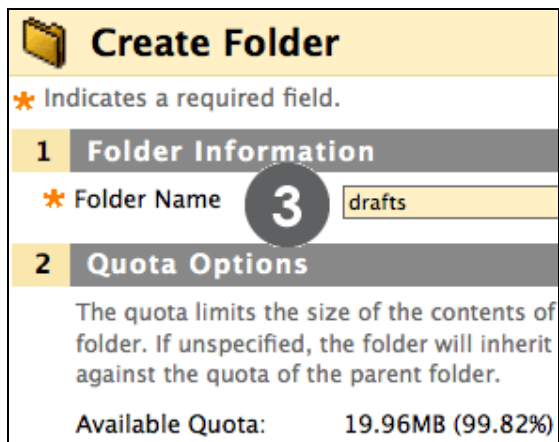 Create Folder
* Indicates a required field.
1 Folder Information
* Folder Name 3 drafts
2 Quota Options
The quota limits the size of the contents of
folder. If unspecified, the folder will inherit
against the quota of the parent folder.
Available Quota: 19.96MB (99.82%)